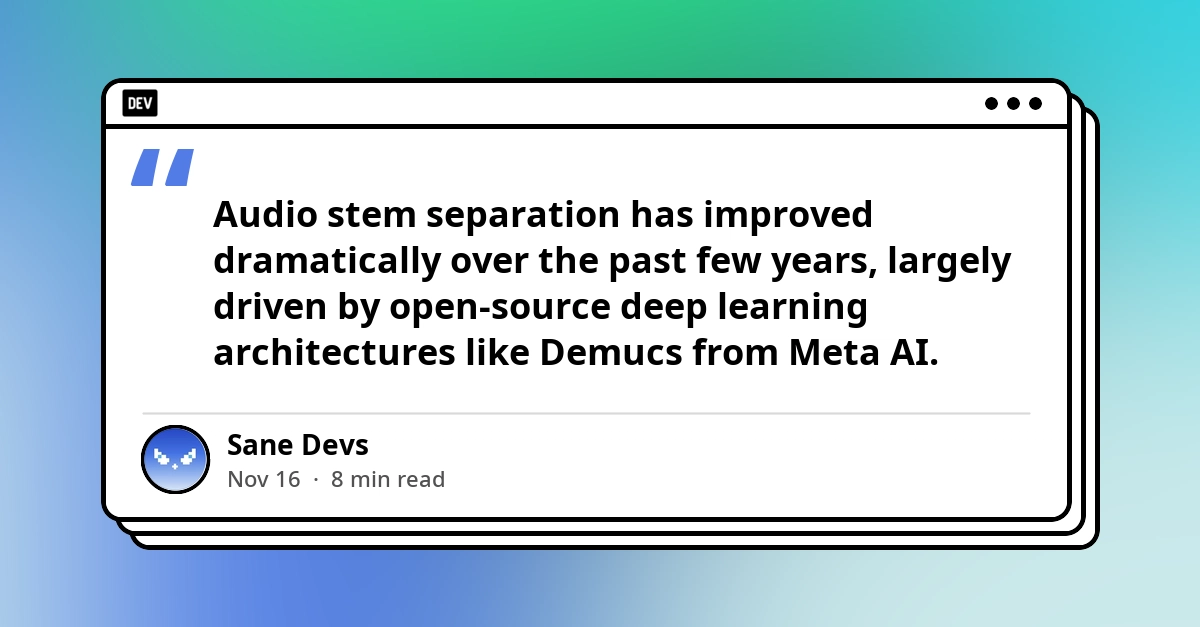 DEV
Audio stem separation has improved
dramatically over the past few years, largely
driven by open-source deep learning
architectures like Demucs from Meta AI.
Sane Devs
Nov 16 · 8 min read